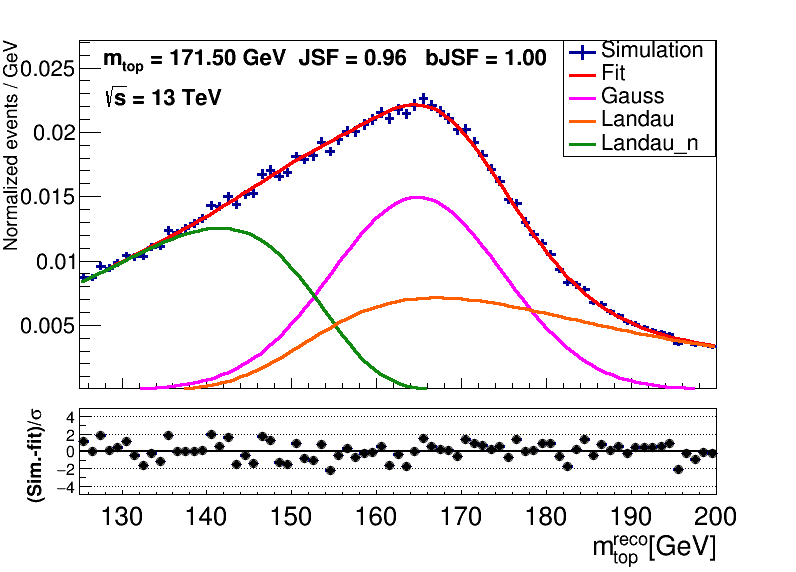 m_top = 171.50 GeV JSF = 0.96 bJSF = 1.00
√s = 13 TeV
Simulation
Fit
Gauss
Landau
Landau_n
Normalized events / GeV
0.025
0.02
0.015
0.01
0.005
(Sim.-fit)/σ
4
2
0
−2
−4
130 140 150 160 170 180 190 200
m_top^reco[GeV]